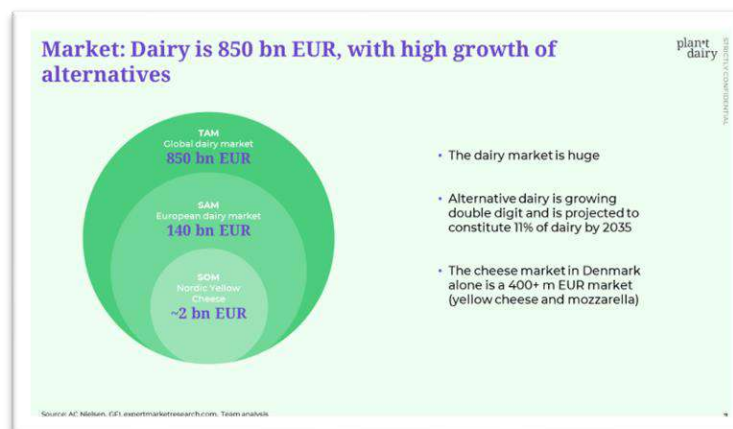 Market: Dairy is 850 bn EUR, with high growth of
alternatives
plan•t
dairy
STRICTLY CONFIDENTIAL
TAM
Global dairy market
850 bn EUR
SAM
European dairy market
140 bn EUR
SOM
Nordic Yellow
Cheese
~2 bn EUR
• The dairy market is huge
• Alternative dairy is growing
double digit and is projected to
constitute 11% of dairy by 2035
• The cheese market in Denmark
alone is a 400+ m EUR market
(yellow cheese and mozzarella)
Source: AC Nielsen, GFI, expertmarketresearch.com, Team analysis